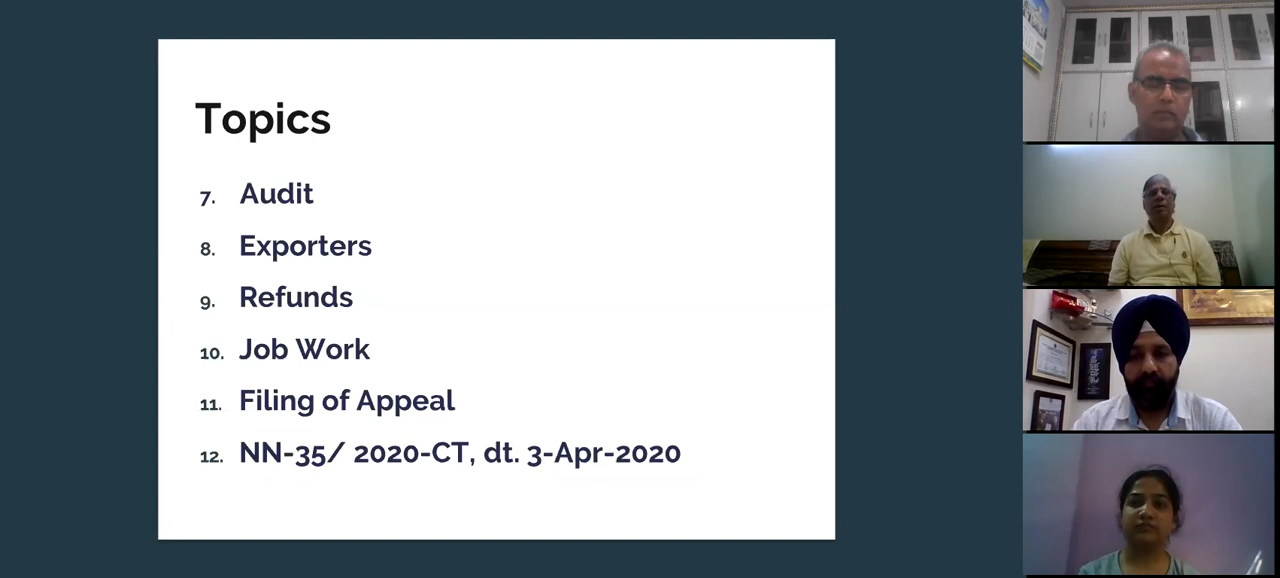 Topics
7. Audit
8. Exporters
9. Refunds
10. Job Work
11. Filing of Appeal
12. NN-35/ 2020-CT, dt. 3-Apr-2020